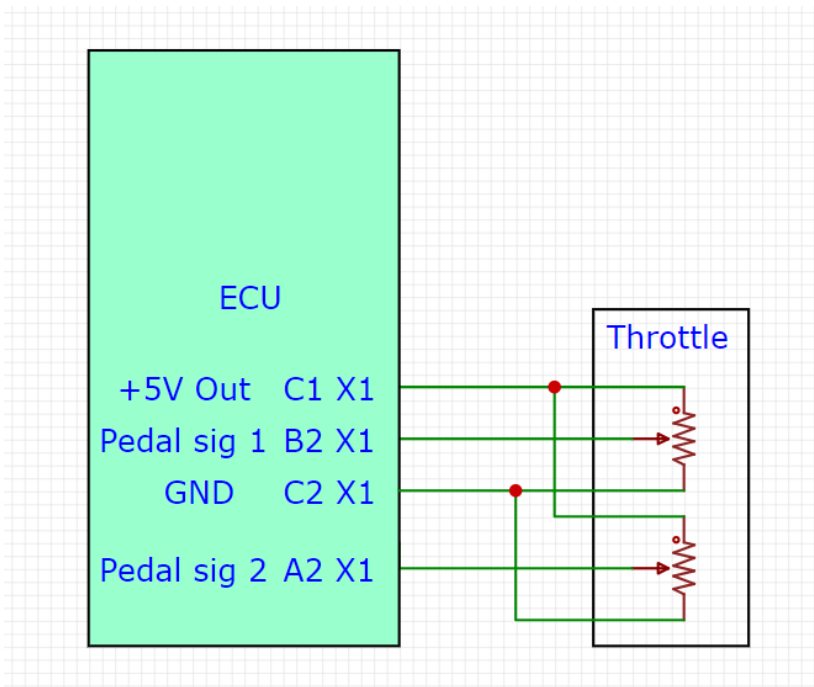 ECU
Throttle
+5V Out C1 X1
Pedal sig 1 B2 X1
GND C2 X1
Pedal sig 2 A2 X1